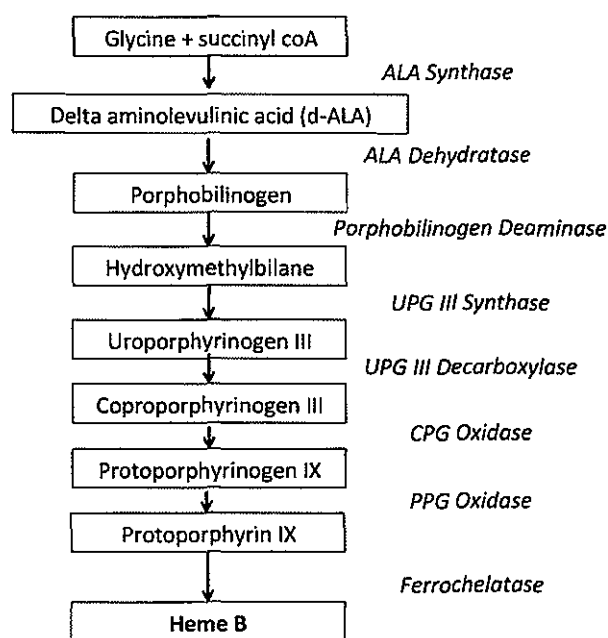 Glycine + succinyl coA
ALA Synthase
Delta aminolevulinic acid (d-ALA)
ALA Dehydratase
Porphobilinogen
Porphobilinogen Deaminase
Hydroxymethylbilane
UPG III Synthase
Uroporphyrinogen III
UPG III Decarboxylase
Coproporphyrinogen III
CPG Oxidase
Protoporphyrinogen IX
PPG Oxidase
Protoporphyrin IX
Ferrochelatase
Heme B